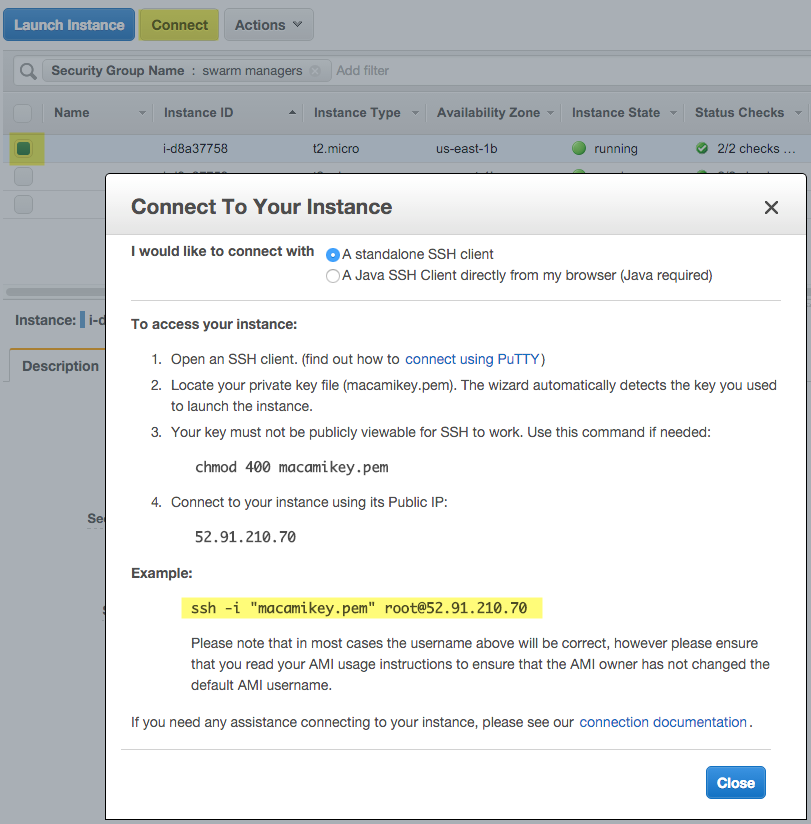 Launch Instance Connect Actions
Security Group Name : swarm managers Add filter
Name Instance ID Instance Type Availability Zone Instance State Status Checks
i-d8a37758 t2.micro us-east-1b running 2/2 checks ...
Connect To Your Instance
I would like to connect with A standalone SSH client
A Java SSH Client directly from my browser (Java required)
Instance: i-d
To access your instance:
Description
1. Open an SSH client. (find out how to connect using PuTTY)
2. Locate your private key file (macamikey.pem). The wizard automatically detects the key you used
to launch the instance.
3. Your key must not be publicly viewable for SSH to work. Use this command if needed:
chmod 400 macamikey.pem
4. Connect to your instance using its Public IP:
52.91.210.70
Example:
ssh -i "macamikey.pem" root@52.91.210.70
Please note that in most cases the username above will be correct, however please ensure
that you read your AMI usage instructions to ensure that the AMI owner has not changed the
default AMI username.
If you need any assistance connecting to your instance, please see our connection documentation.
Close